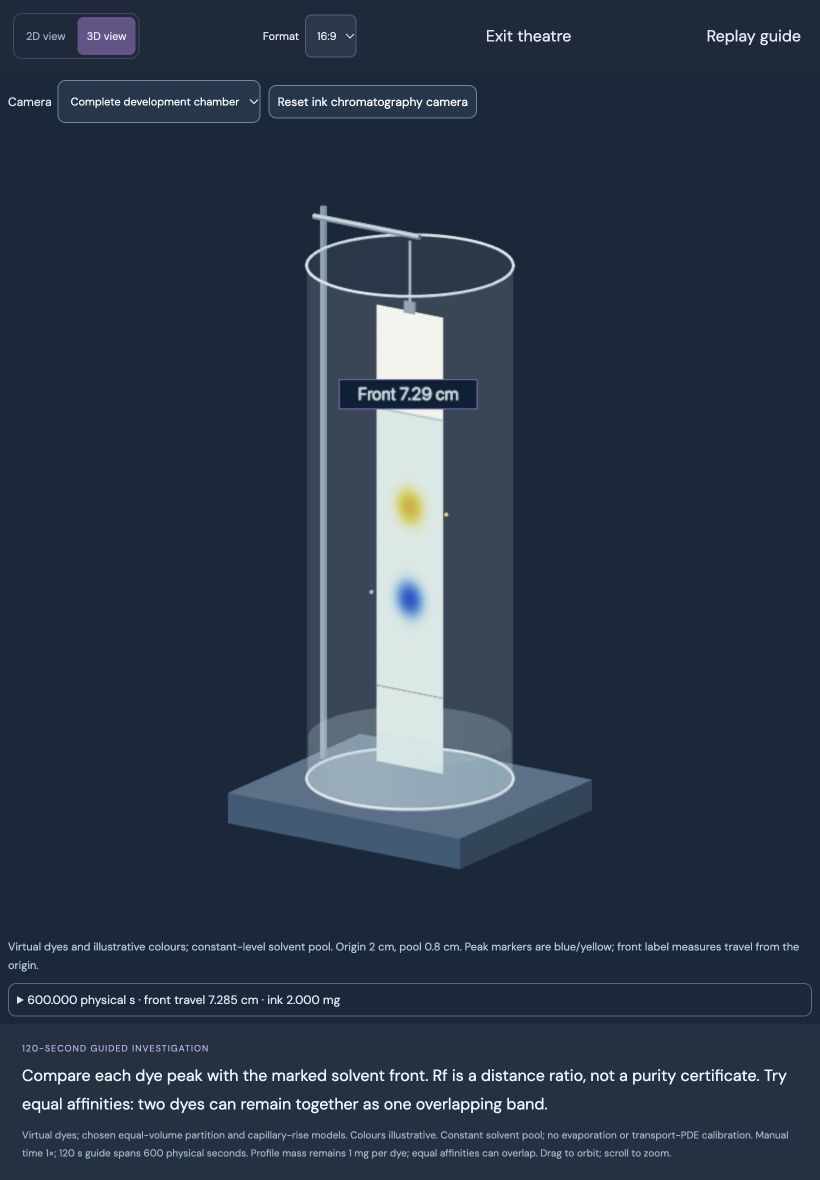 2D view 3D view Format 16:9 Exit theatre Replay guide
Camera Complete development chamber Reset ink chromatography camera
Front 7.29 cm
Virtual dyes and illustrative colours; constant-level solvent pool. Origin 2 cm, pool 0.8 cm. Peak markers are blue/yellow; front label measures travel from the
origin.
600.000 physical s · front travel 7.285 cm · ink 2.000 mg
120-SECOND GUIDED INVESTIGATION
Compare each dye peak with the marked solvent front. Rf is a distance ratio, not a purity certificate. Try
equal affinities: two dyes can remain together as one overlapping band.
Virtual dyes; chosen equal-volume partition and capillary-rise models. Colours illustrative. Constant solvent pool; no evaporation or transport-PDE calibration. Manual
time 1×; 120 s guide spans 600 physical seconds. Profile mass remains 1 mg per dye; equal affinities can overlap. Drag to orbit; scroll to zoom.